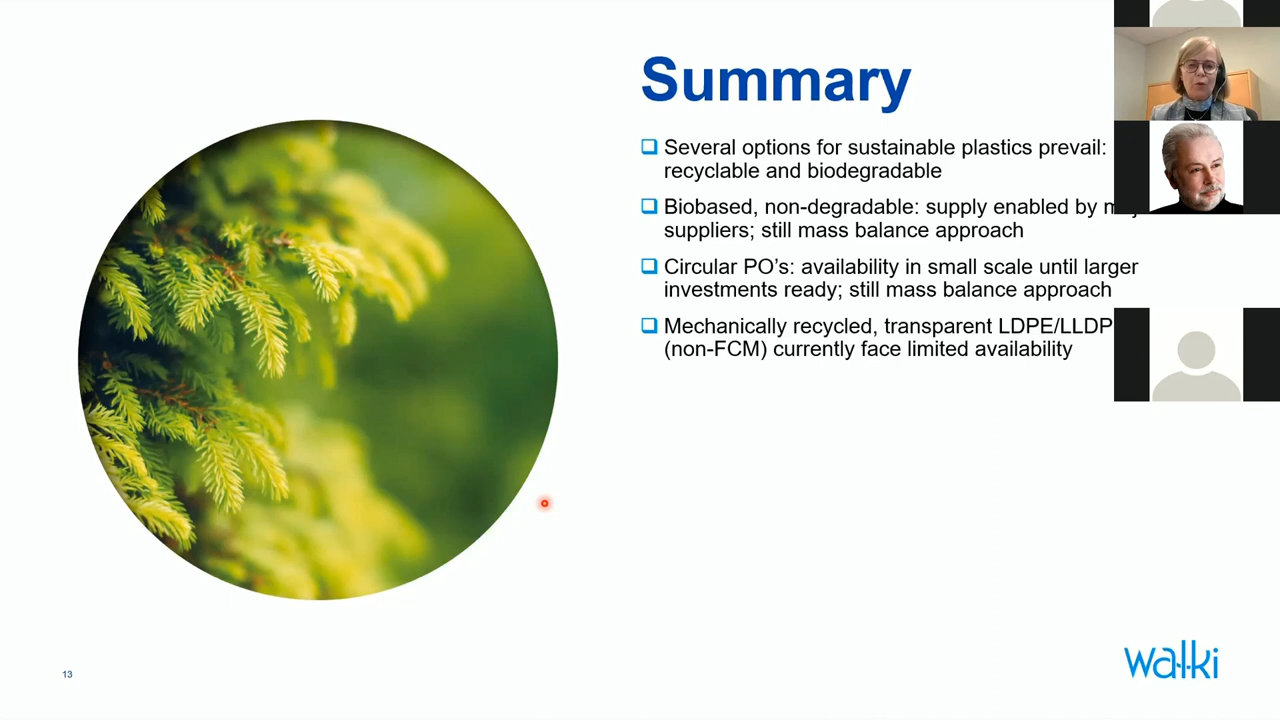 Summary
Several options for sustainable plastics prevail:
recyclable and biodegradable
Biobased, non-degradable: supply enabled by
suppliers; still mass balance approach
Circular PO’s: availability in small scale until larger
investments ready; still mass balance approach
Mechanically recycled, transparent
(non-FCM) currently face limited availability
13
walki